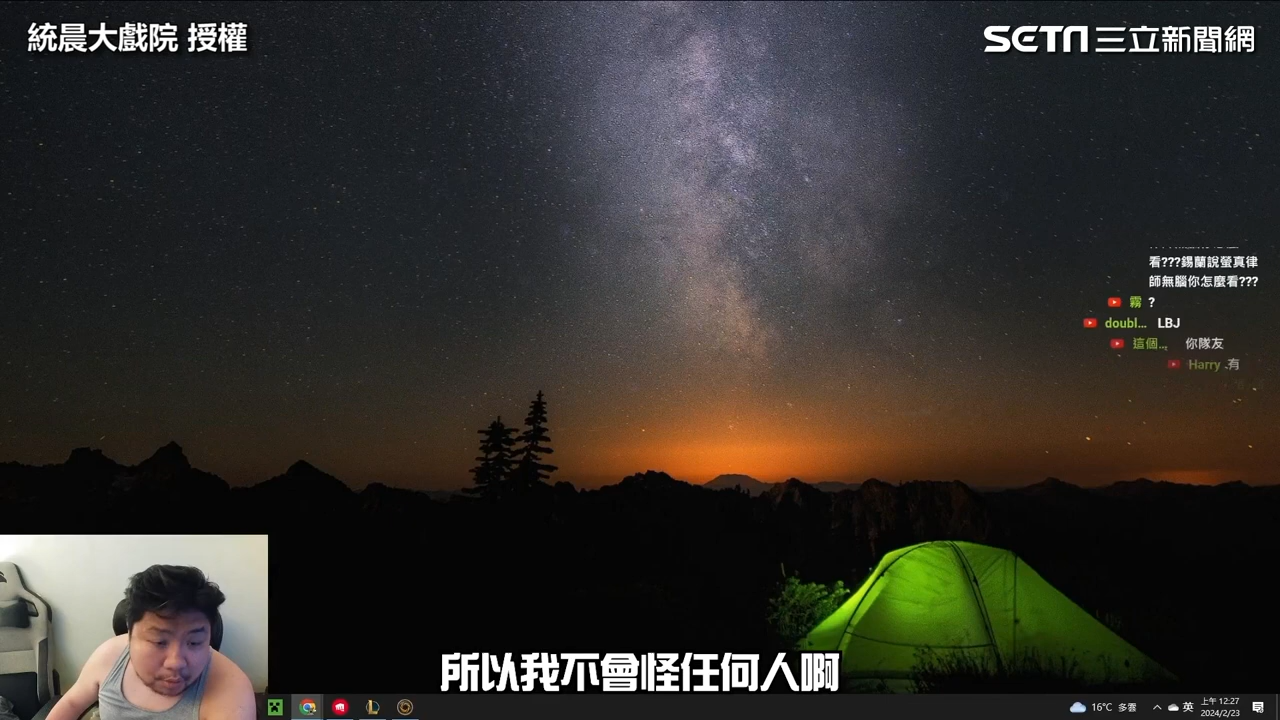 統晨大戲院 授權
SETN三立新聞網
看???錫蘭說螢真律
師無腦你怎麼看???
霧 ?
doubl... LBJ
這個... 你隊友
Harry 有
所以我不會怪任何人啊
16°C 多雲
英
上午 12:27
2024/2/23